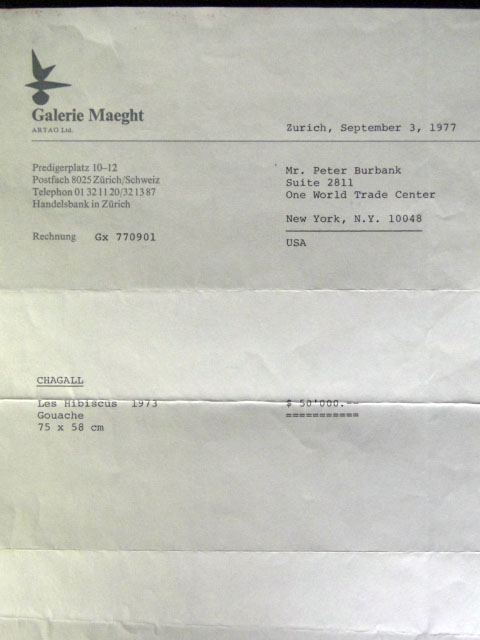 Galerie Maeght
ARTAG Ltd.
Zurich, September 3, 1977
Predigerplatz 10–12
Postfach 8025 Zürich/Schweiz
Telephon 01 32 11 20/32 13 87
Handelsbank in Zürich
Mr. Peter Burbank
Suite 2811
One World Trade Center
New York, N.Y. 10048
USA
Rechnung Gx 770901
CHAGALL
Les Hibiscus 1973 $ 50'000.--
Gouache ===========
75 x 58 cm